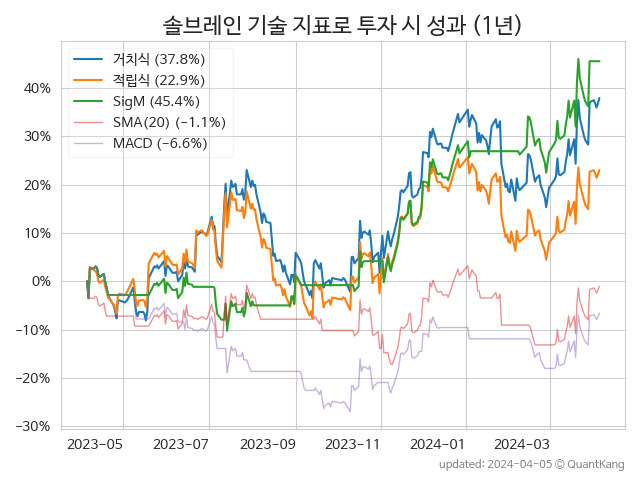 솔브레인 기술 지표로 투자 시 성과 (1년)
거치식 (37.8%)
적립식 (22.9%)
SigM (45.4%)
SMA(20) (−1.1%)
MACD (−6.6%)
40%
30%
20%
10%
0%
−10%
−20%
−30%
2023-05 2023-07 2023-09 2023-11 2024-01 2024-03
updated: 2024-04-05 © QuantKang